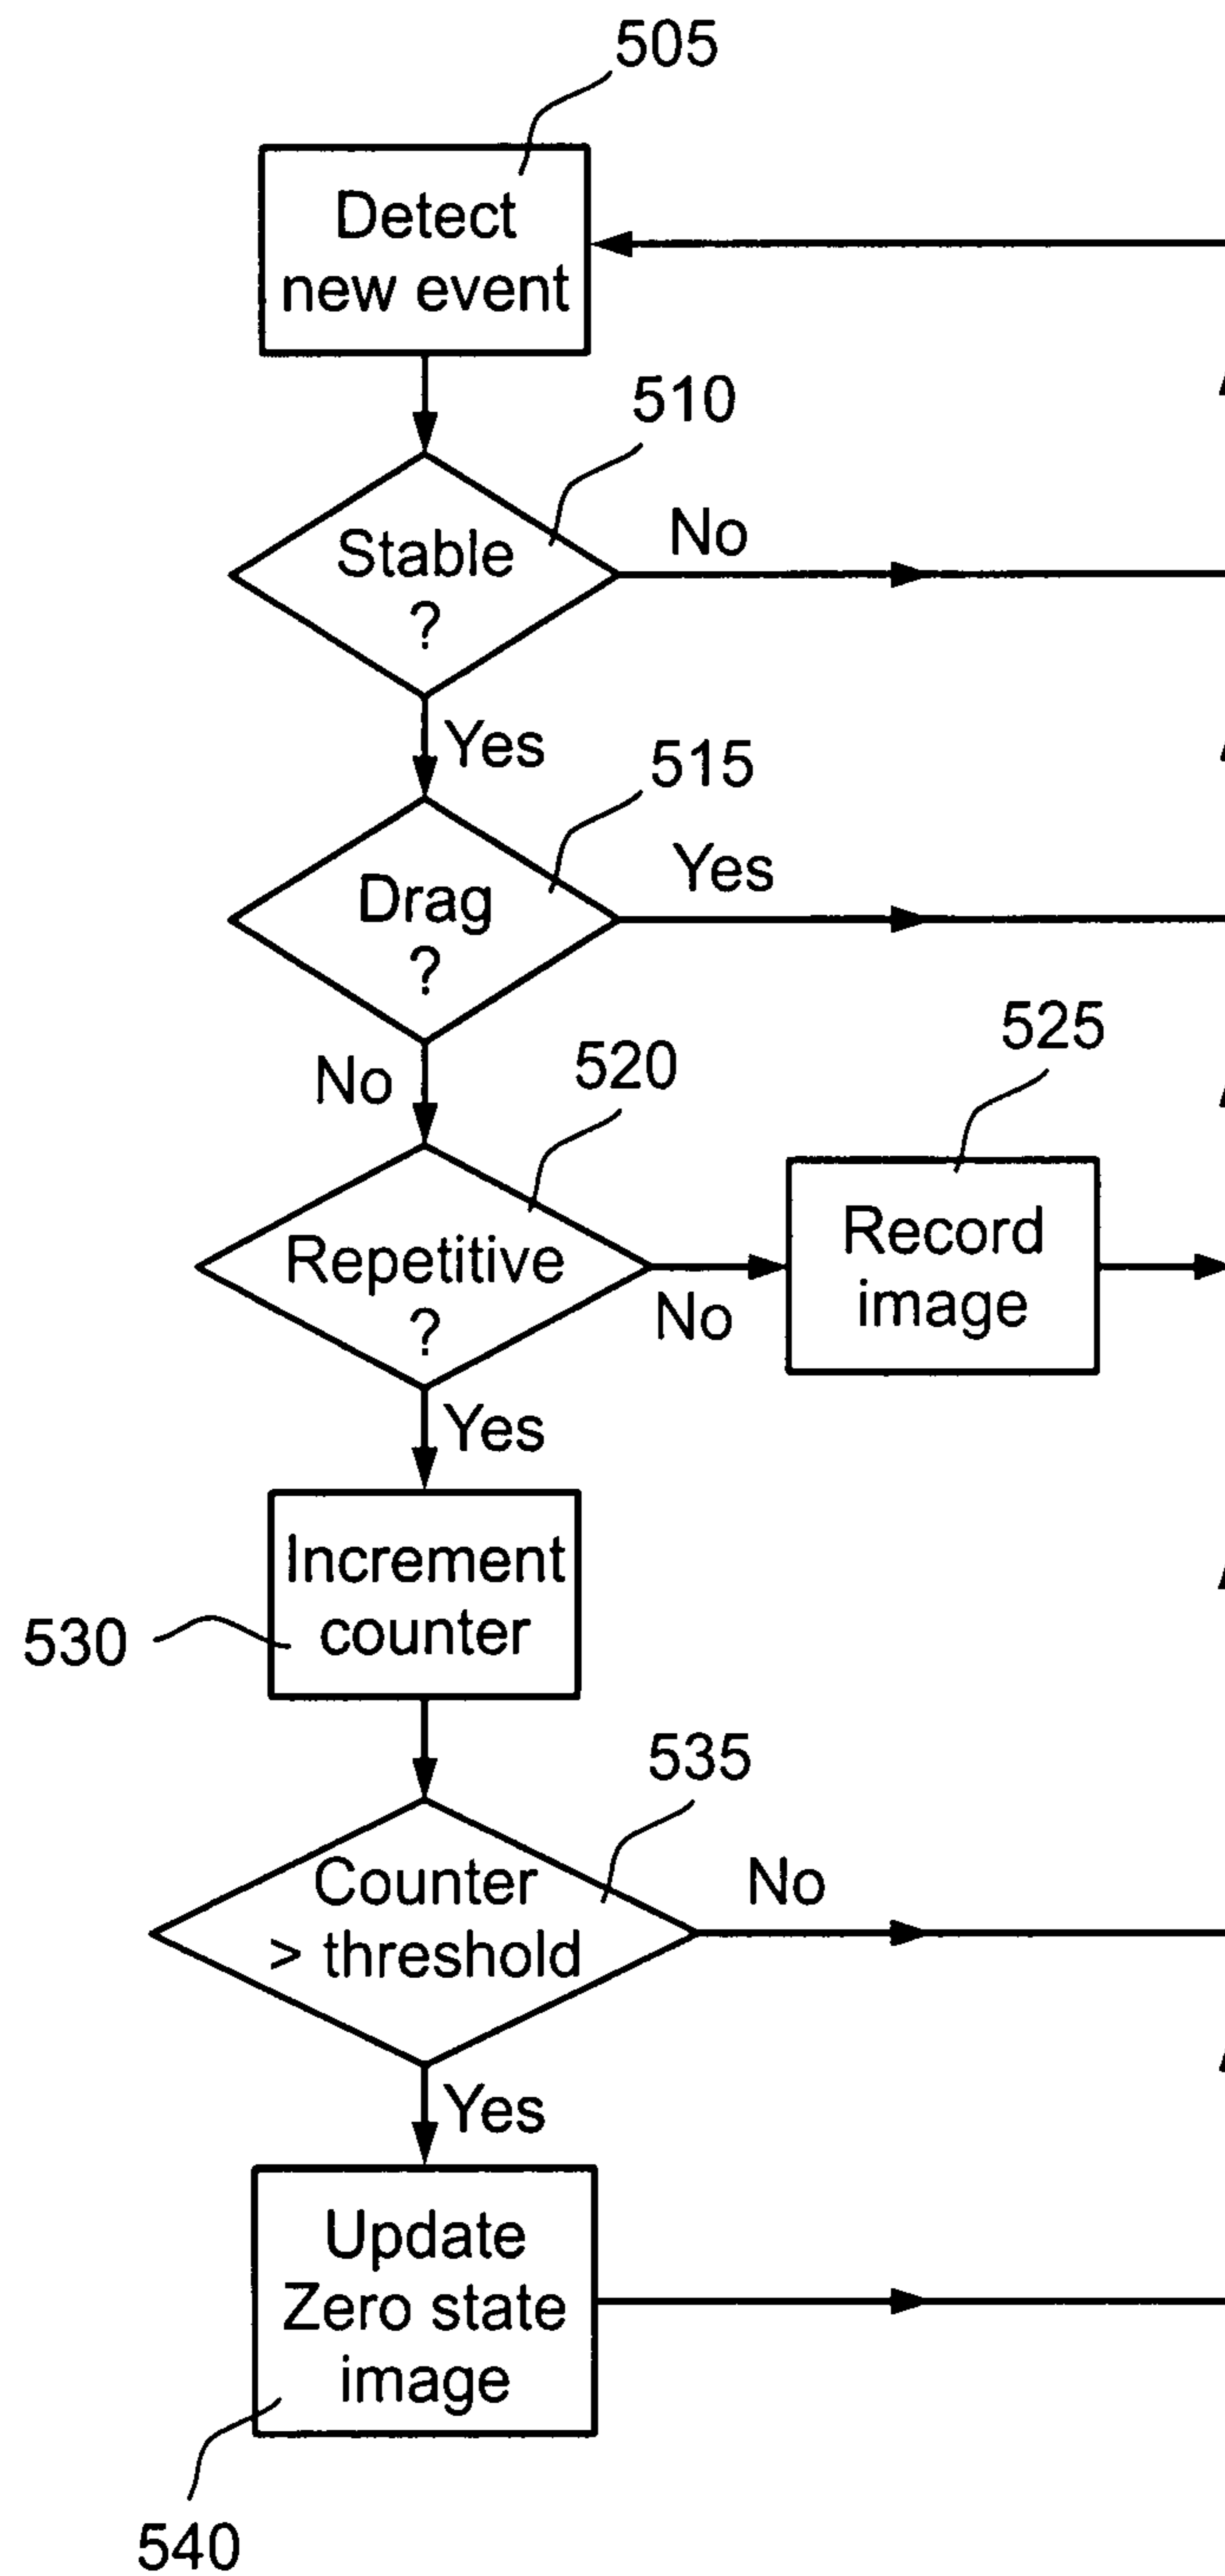 505
Detect
new event
510
Stable
?
No
Yes
515
Drag
?
Yes
No
520
Repetitive
?
No
525
Record
image
Yes
Increment
counter
530
535
Counter
> threshold
No
Yes
Update
Zero state
image
540